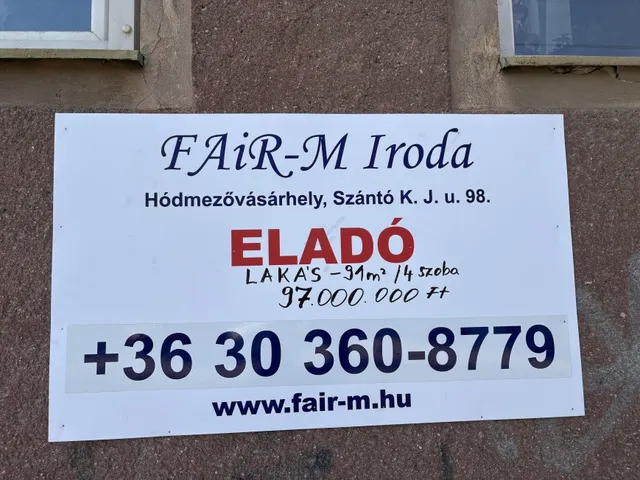 FAiR-M Iroda
Hódmezővásárhely, Szántó K. J. u. 98.
ELADÓ
LAKÁS - 91m² / 4 szoba
97.000.000 Ft
+36 30 360-8779
www.fair-m.hu